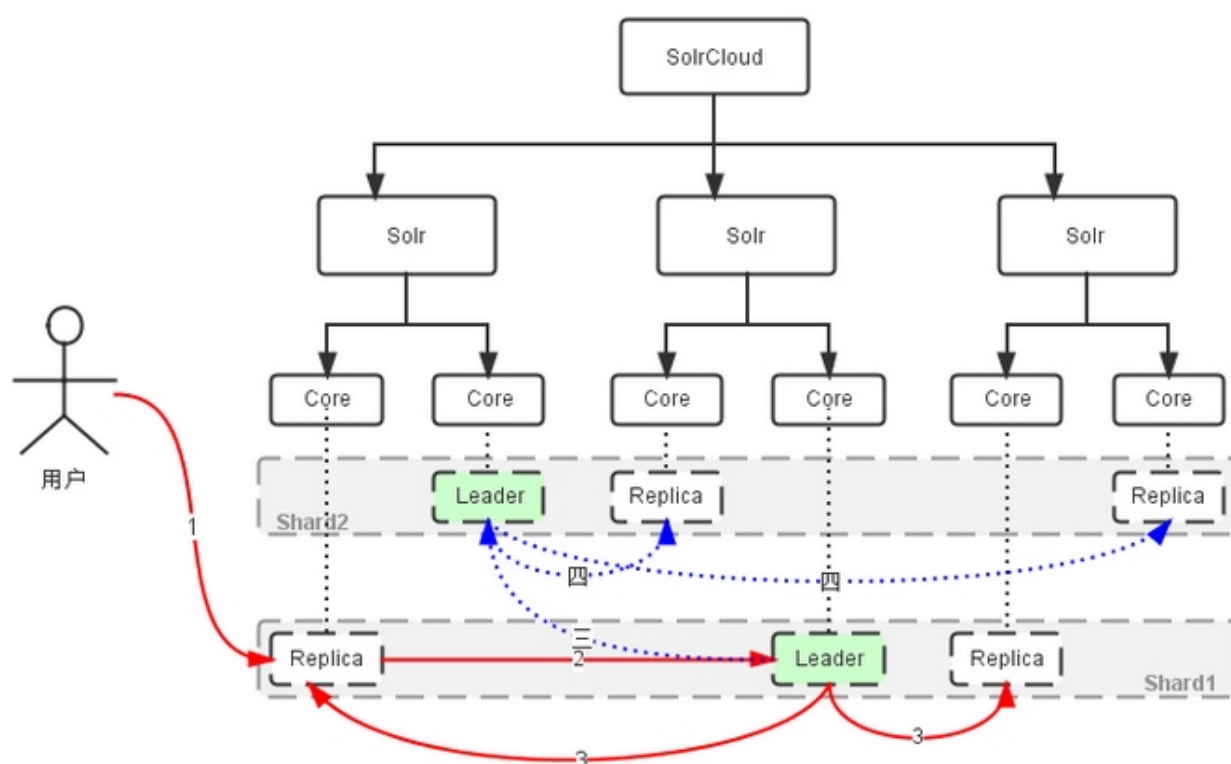 SolrCloud
Solr Solr Solr
Core Core Core Core Core Core
用户
Leader Replica Replica
Shard2
1
四 四
三
2
Replica Leader Replica
Shard1
3
3